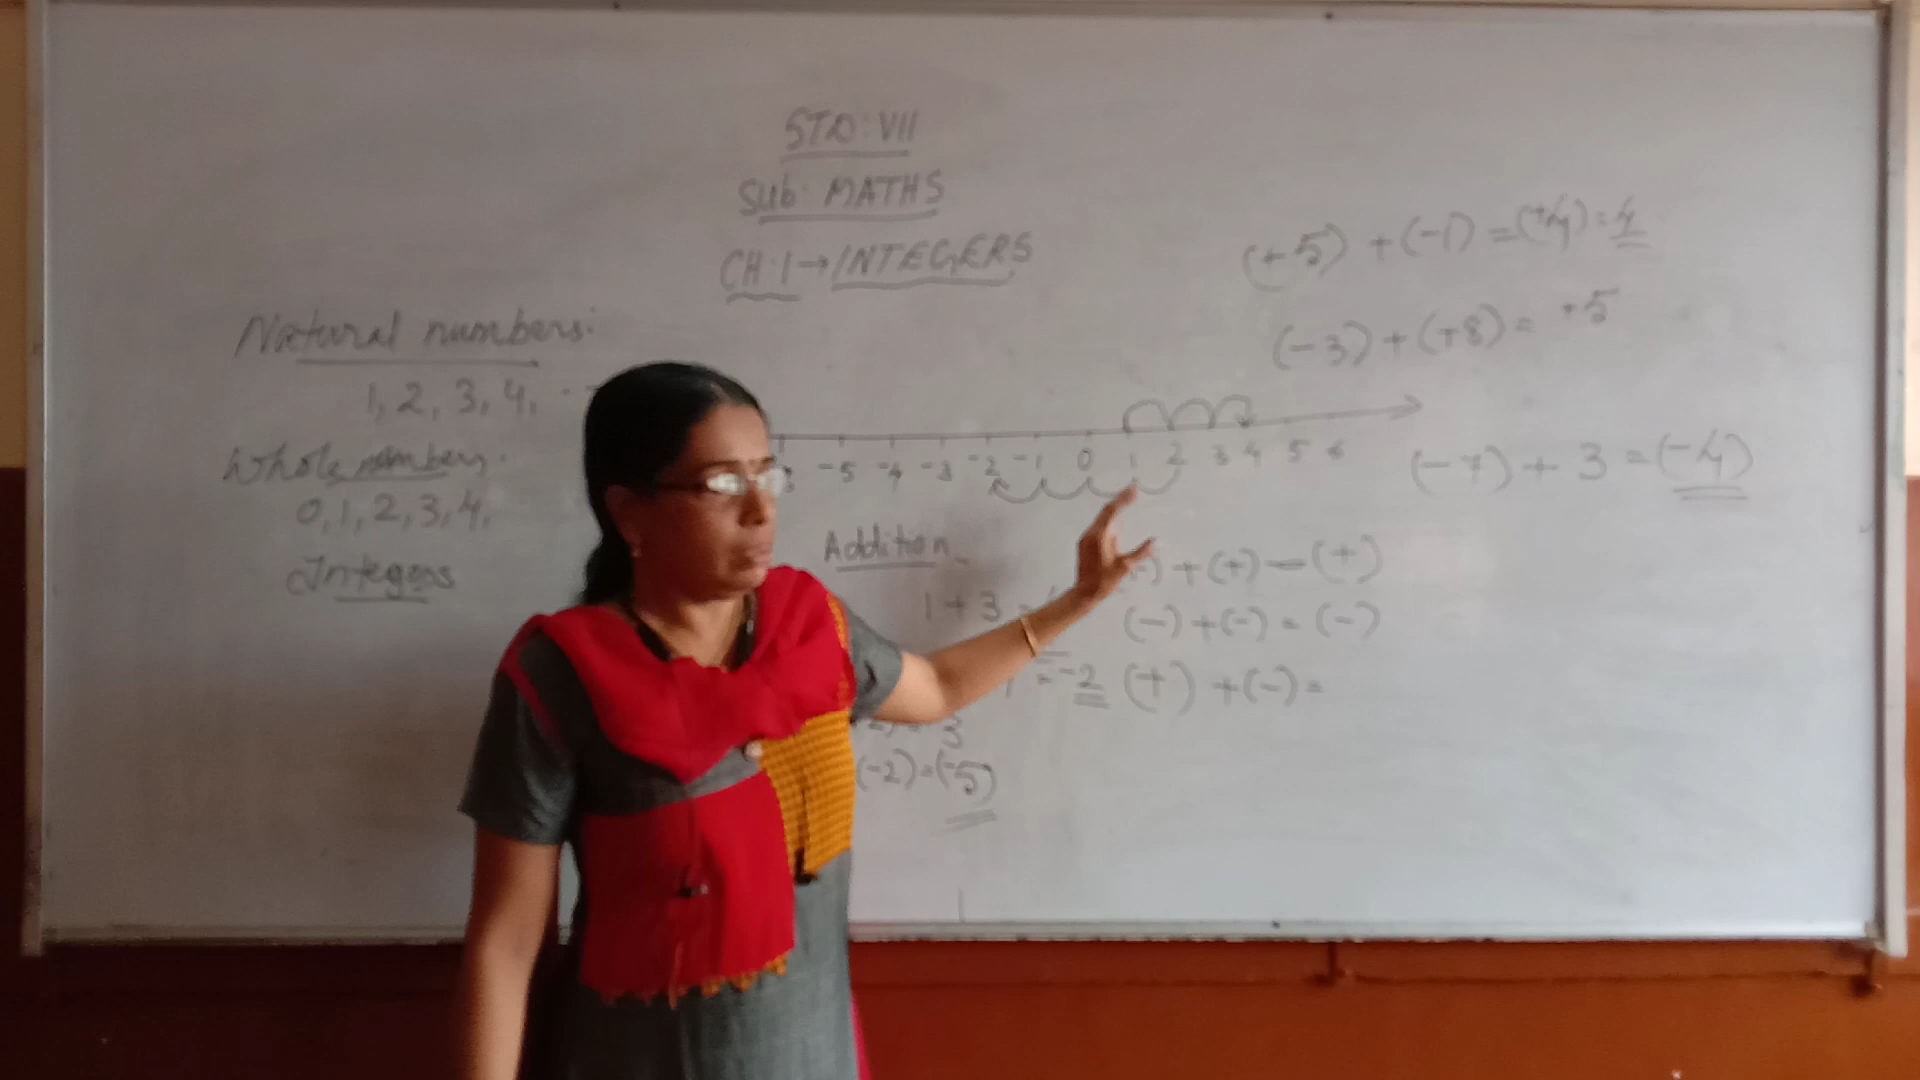 STD: VII
Sub: MATHS
CH: 1 → INTEGERS
Natural numbers:
1, 2, 3, 4,
Whole numbers.
0, 1, 2, 3, 4,
Integers
-5 -4 -3 -2 -1 0 1 2 3 4 5 6
Addition
1 + 3 =
= -2
3
(-2) = (-5)
+ (+) — (+)
(-) + (-) = (-)
(+) + (-) =
(+5) + (-1) = (+4) = 4
(-3) + (+8) = +5
(-7) + 3 = (-4)